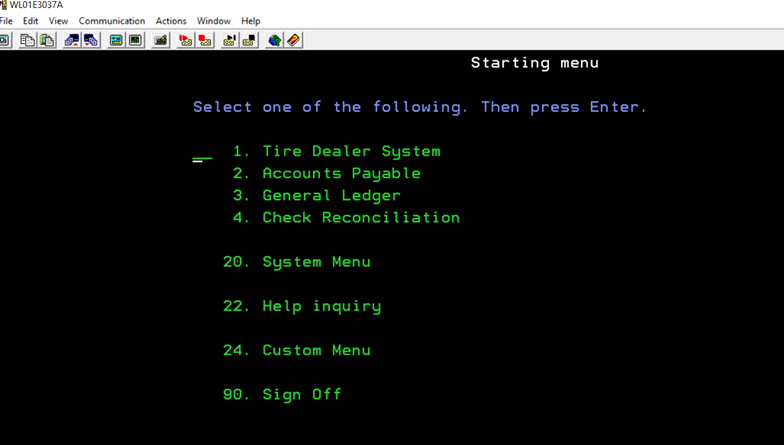 WL01E3037A
File Edit View Communication Actions Window Help
Starting menu
Select one of the following. Then press Enter.
1. Tire Dealer System
2. Accounts Payable
3. General Ledger
4. Check Reconciliation
20. System Menu
22. Help inquiry
24. Custom Menu
90. Sign Off